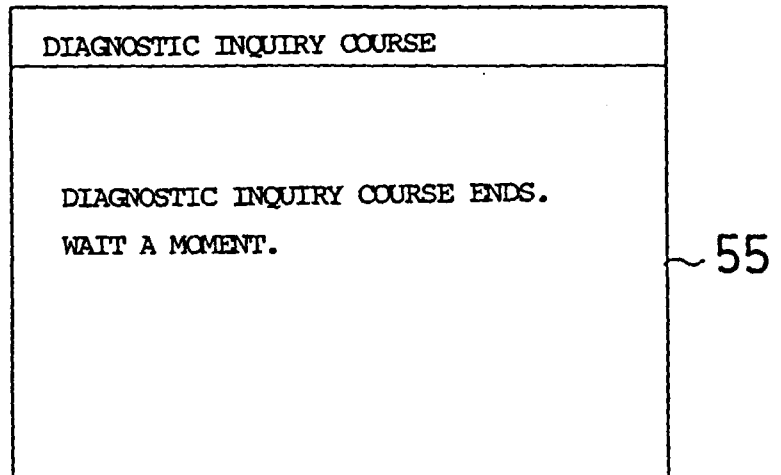 DIAGNOSTIC INQUIRY COURSE
DIAGNOSTIC INQUIRY COURSE ENDS.
WAIT A MOMENT.
55